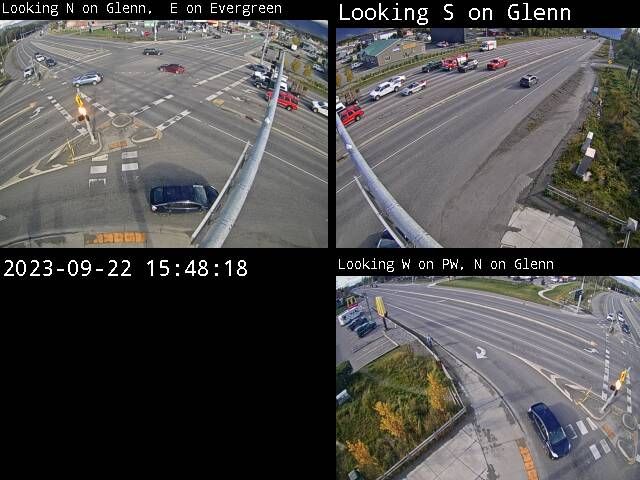 Looking N on Glenn,  E on Evergreen
Looking S on Glenn
2023-09-22 15:48:18
Looking W on PW, N on Glenn